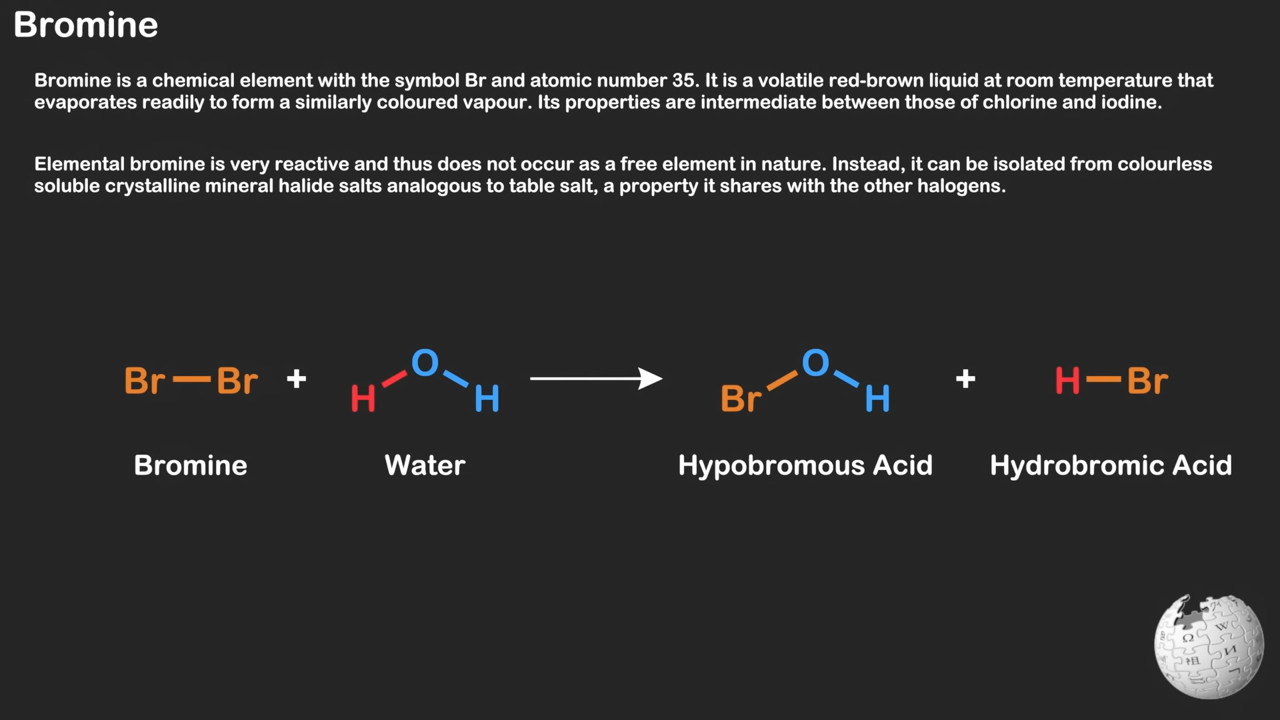 Bromine
Bromine is a chemical element with the symbol Br and atomic number 35. It is a volatile red-brown liquid at room temperature that
evaporates readily to form a similarly coloured vapour. Its properties are intermediate between those of chlorine and iodine.
Elemental bromine is very reactive and thus does not occur as a free element in nature. Instead, it can be isolated from colourless
soluble crystalline mineral halide salts analogous to table salt, a property it shares with the other halogens.
Br Br + H O H Br O H + H Br
Bromine Water Hypobromous Acid Hydrobromic Acid
Ω W 祖 И